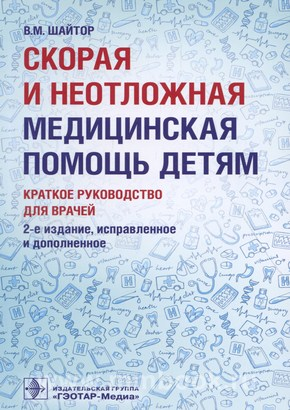 В.М. ШАЙТОР
СКОРАЯ
И НЕОТЛОЖНАЯ
МЕДИЦИНСКАЯ
ПОМОЩЬ ДЕТЯМ
КРАТКОЕ РУКОВОДСТВО
ДЛЯ ВРАЧЕЙ
2-е издание, исправленное
и дополненное
ИЗДАТЕЛЬСКАЯ ГРУППА
«ГЭОТАР-Медиа»